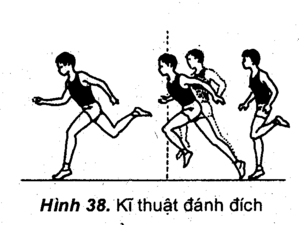 Hình 38. Kĩ thuật đánh đích